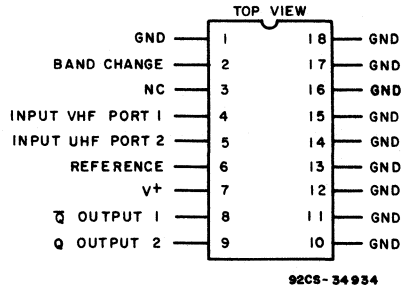 TOP VIEW
GND 1 18 GND
BAND CHANGE 2 17 GND
NC 3 16 GND
INPUT VHF PORT 1 4 15 GND
INPUT UHF PORT 2 5 14 GND
REFERENCE 6 13 GND
V+ 7 12 GND
Q̅ OUTPUT 1 8 11 GND
Q OUTPUT 2 9 10 GND
92CS-34934